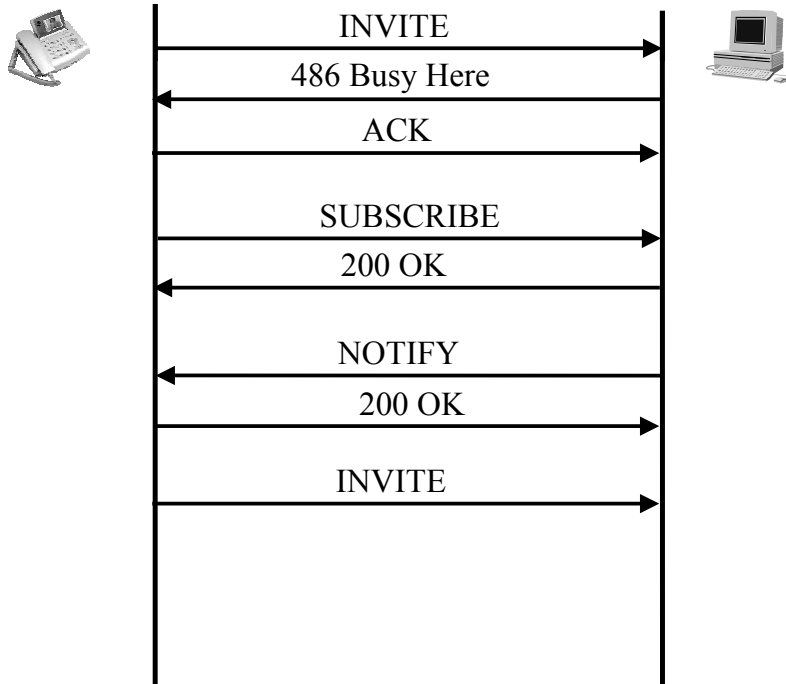 INVITE
486 Busy Here
ACK
SUBSCRIBE
200 OK
NOTIFY
200 OK
INVITE